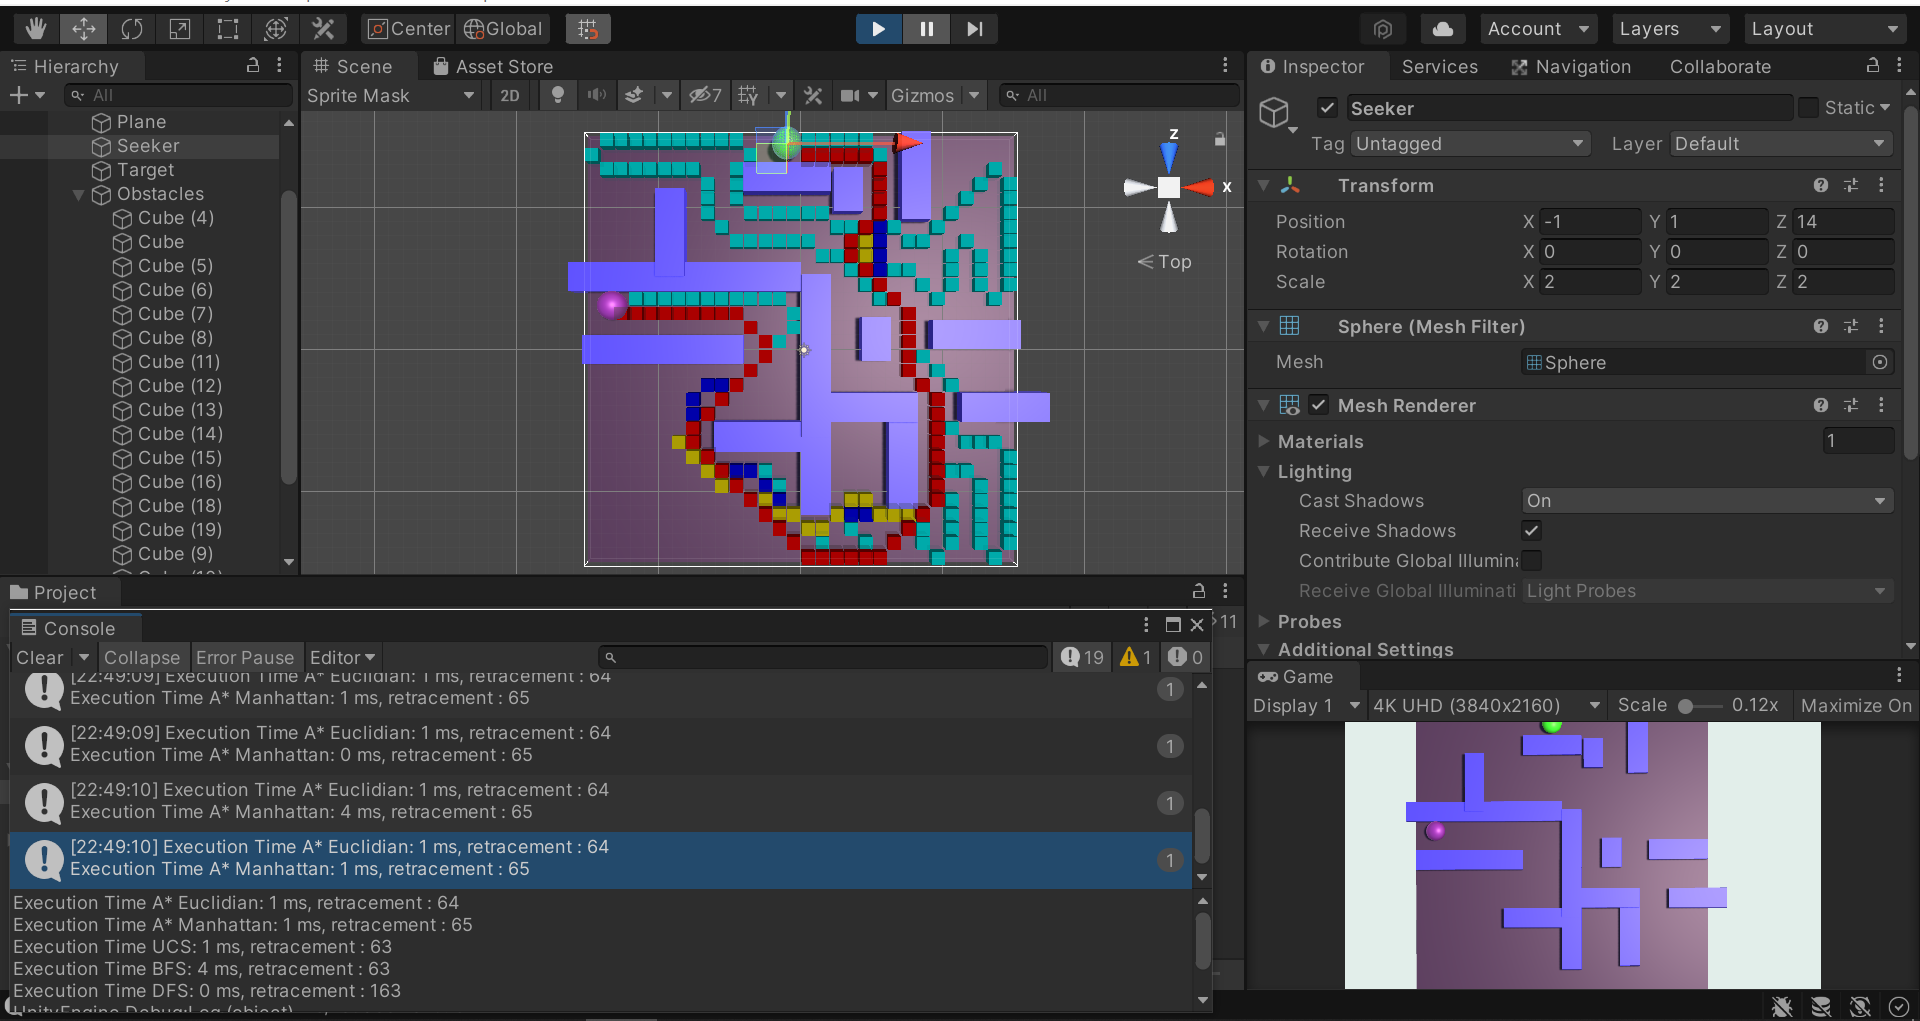 Center
Global
Account
Layers
Layout
Hierarchy
All
Plane
Seeker
Target
Obstacles
Cube (4)
Cube
Cube (5)
Cube (6)
Cube (7)
Cube (8)
Cube (11)
Cube (12)
Cube (13)
Cube (14)
Cube (15)
Cube (16)
Cube (18)
Cube (19)
Cube (9)
Scene
Asset Store
Sprite Mask
2D
7
Gizmos
All
z
x
Top
Inspector
Services
Navigation
Collaborate
Seeker
Static
Tag Untagged
Layer Default
Transform
Position X -1 Y 1 Z 14
Rotation X 0 Y 0 Z 0
Scale X 2 Y 2 Z 2
Sphere (Mesh Filter)
Mesh Sphere
Mesh Renderer
Materials 1
Lighting
Cast Shadows On
Receive Shadows
Contribute Global Illumin
Receive Global Illuminati Light Probes
Probes
Additional Settings
Project
11
Console
Clear
Collapse
Error Pause
Editor
19
1
0
[22:49:09] Execution Time A* Euclidian: 1 ms, retracement : 64
Execution Time A* Manhattan: 1 ms, retracement : 65
1
[22:49:09] Execution Time A* Euclidian: 1 ms, retracement : 64
Execution Time A* Manhattan: 0 ms, retracement : 65
1
[22:49:10] Execution Time A* Euclidian: 1 ms, retracement : 64
Execution Time A* Manhattan: 4 ms, retracement : 65
1
[22:49:10] Execution Time A* Euclidian: 1 ms, retracement : 64
Execution Time A* Manhattan: 1 ms, retracement : 65
1
Execution Time A* Euclidian: 1 ms, retracement : 64
Execution Time A* Manhattan: 1 ms, retracement : 65
Execution Time UCS: 1 ms, retracement : 63
Execution Time BFS: 4 ms, retracement : 63
Execution Time DFS: 0 ms, retracement : 163
UnityEngine.Debug:Log (object)
Game
Display 1
4K UHD (3840x2160)
Scale
0.12x
Maximize On